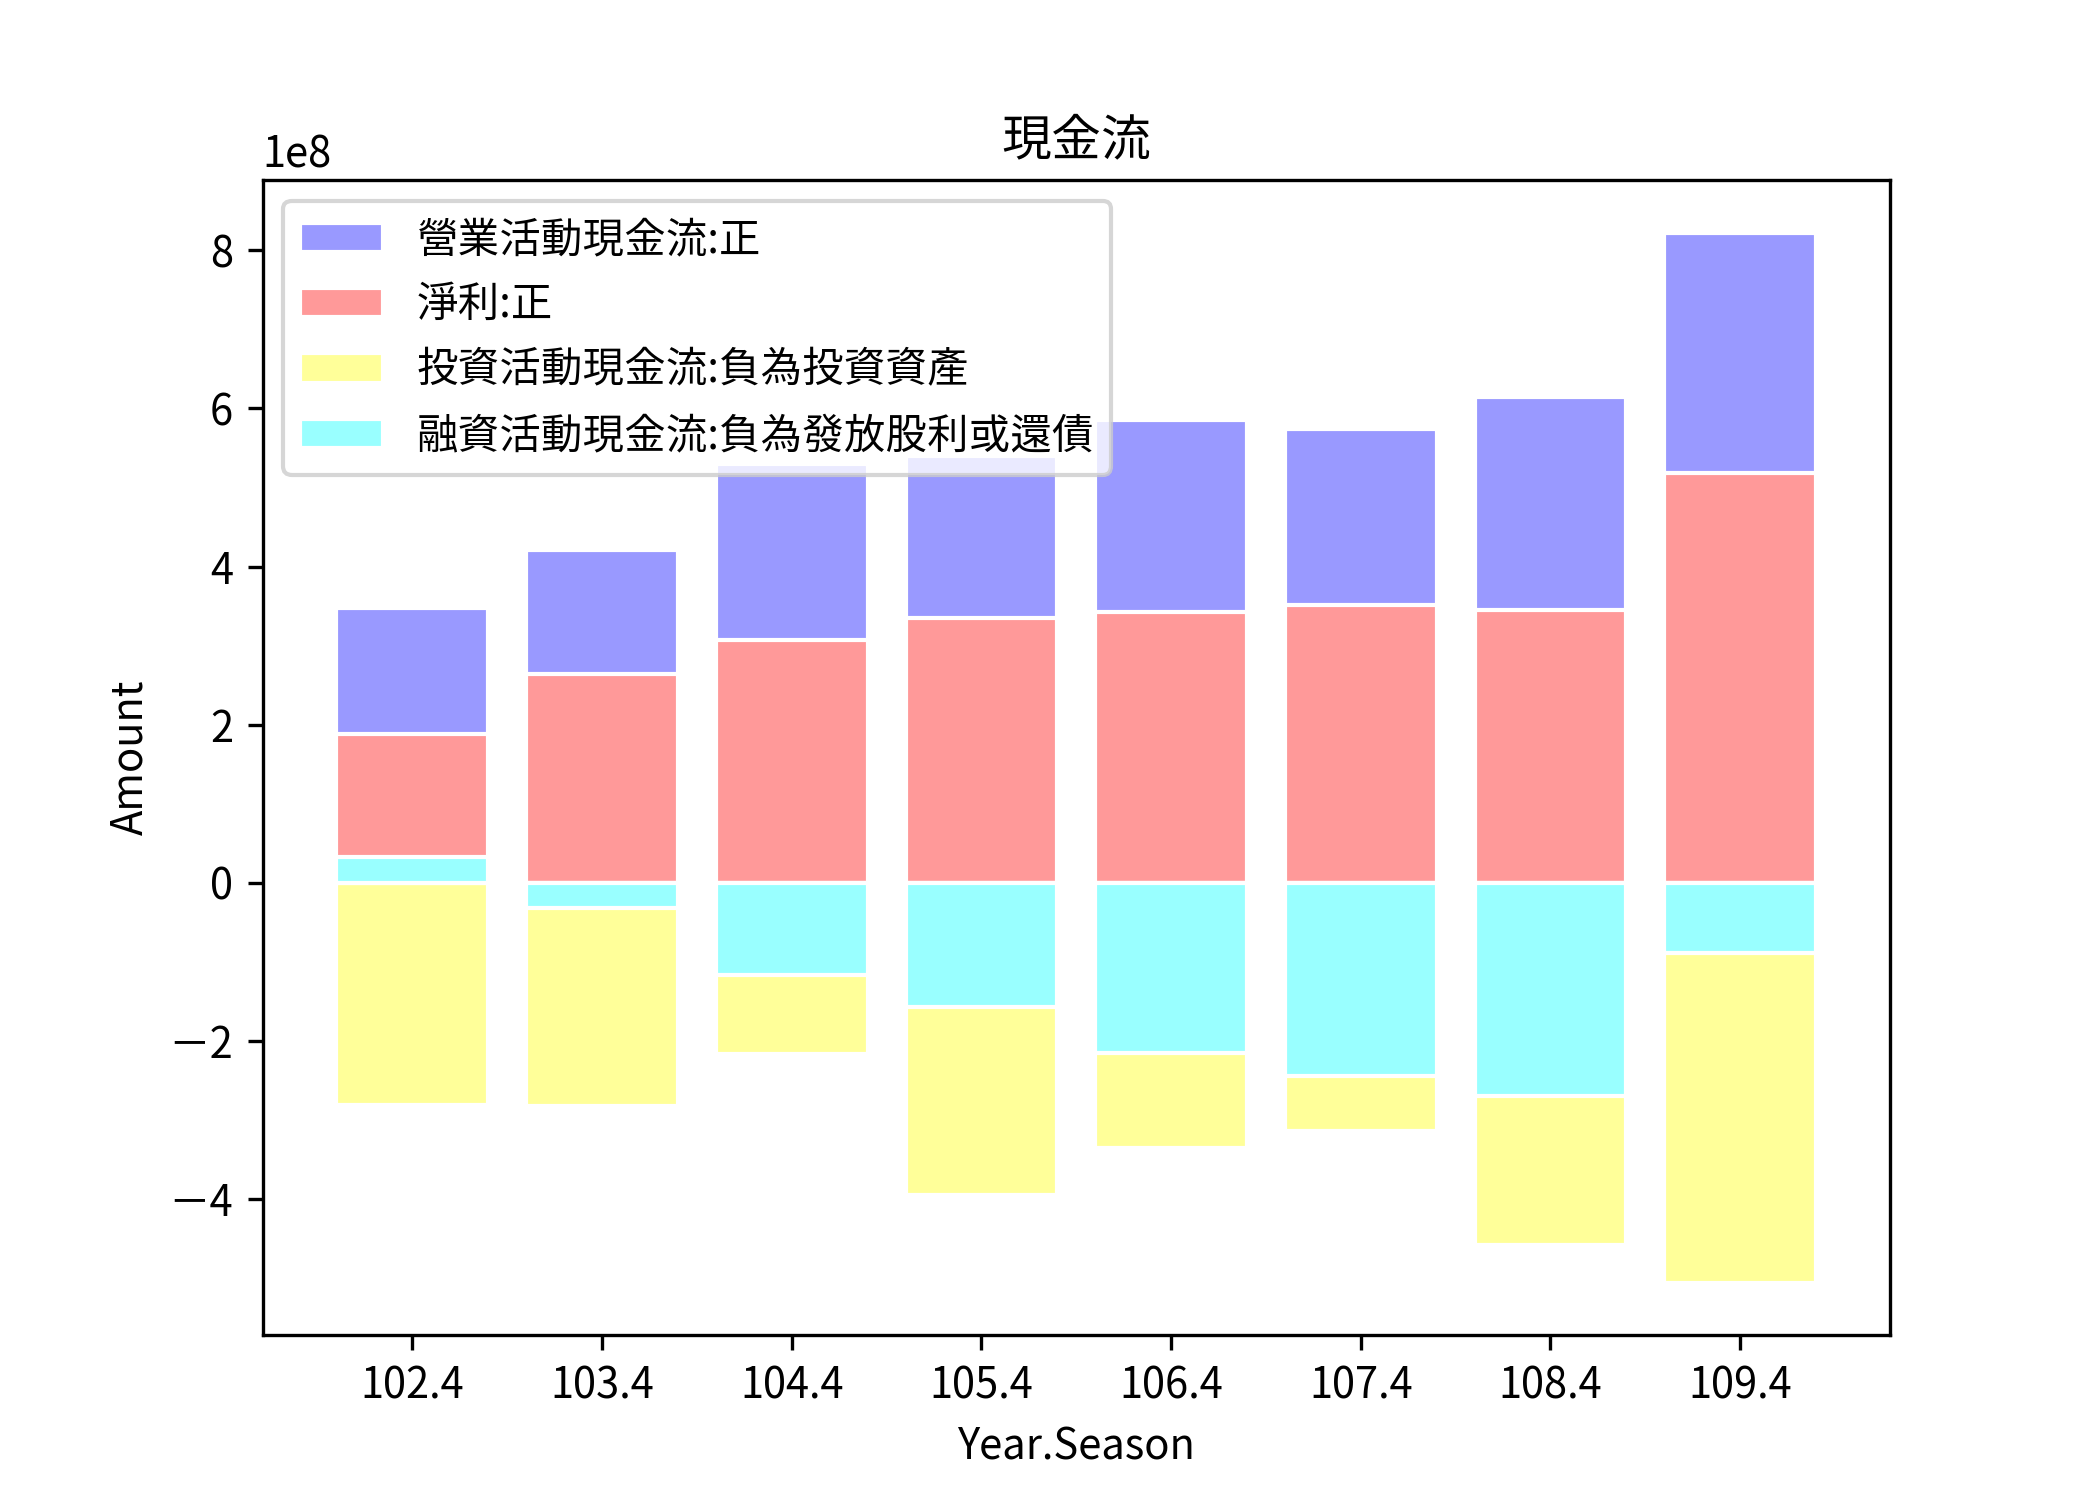 現金流
1e8
營業活動現金流:正
淨利:正
投資活動現金流:負為投資資產
融資活動現金流:負為發放股利或還債
8
6
4
2
0
−2
−4
Amount
102.4 103.4 104.4 105.4 106.4 107.4 108.4 109.4
Year.Season